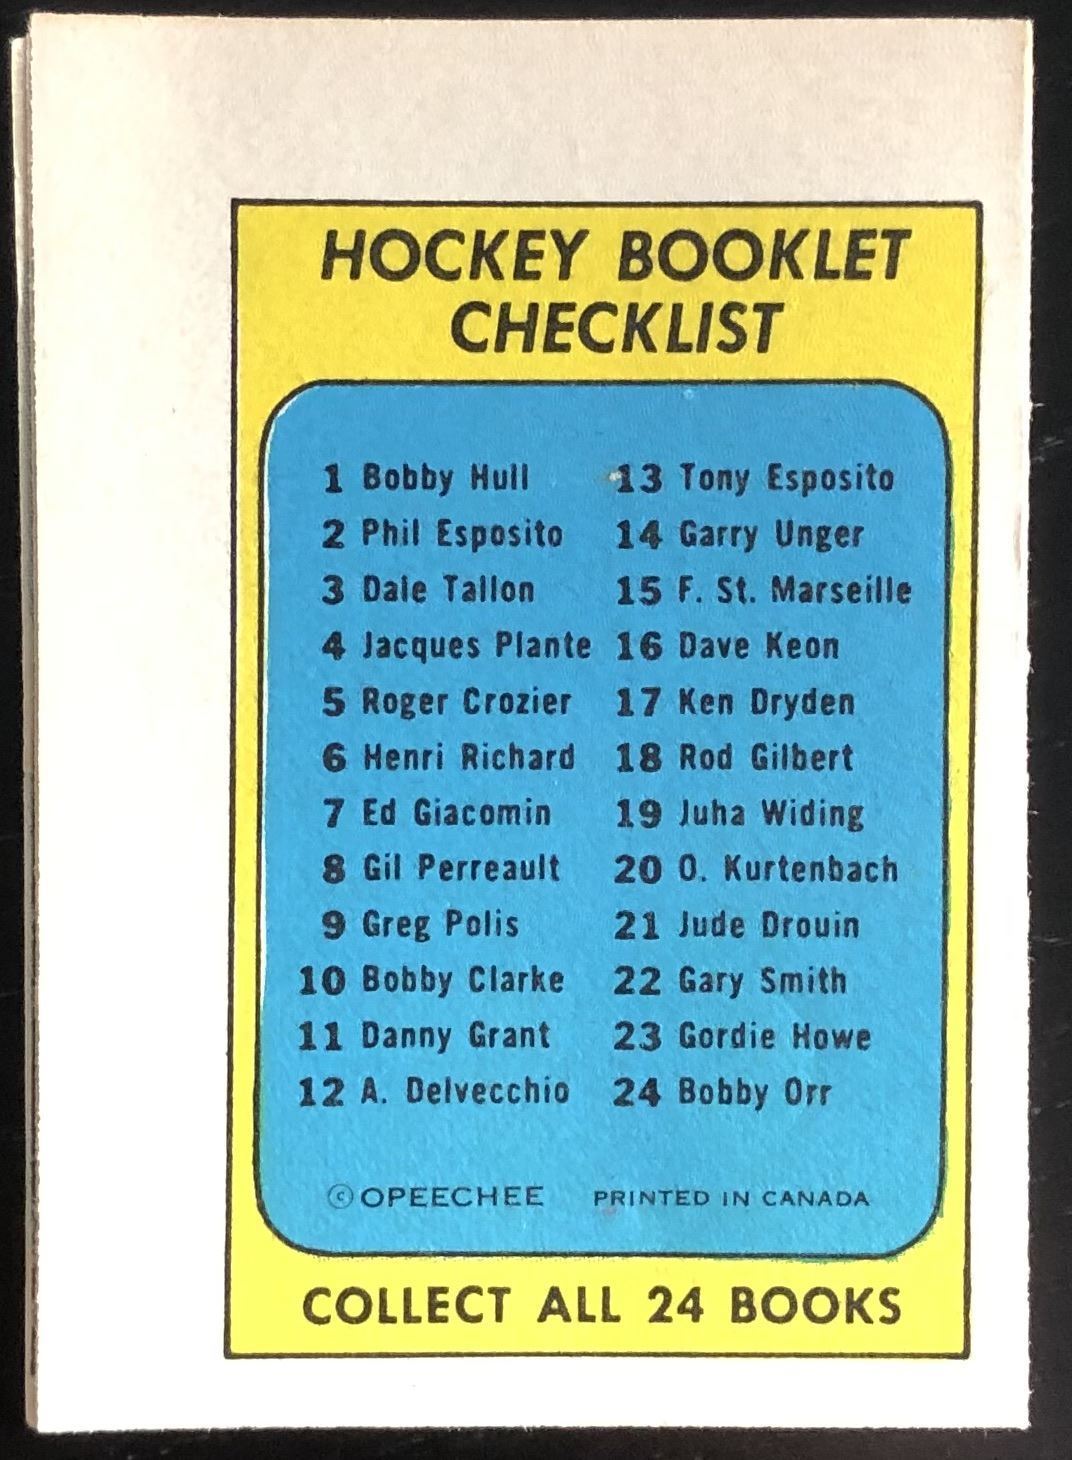 HOCKEY BOOKLET
CHECKLIST
1 Bobby Hull
2 Phil Esposito
3 Dale Tallon
4 Jacques Plante
5 Roger Crozier
6 Henri Richard
7 Ed Giacomin
8 Gil Perreault
9 Greg Polis
10 Bobby Clarke
11 Danny Grant
12 A. Delvecchio
13 Tony Esposito
14 Garry Unger
15 F. St. Marseille
16 Dave Keon
17 Ken Dryden
18 Rod Gilbert
19 Juha Widing
20 O. Kurtenbach
21 Jude Drouin
22 Gary Smith
23 Gordie Howe
24 Bobby Orr
© OPEECHEE PRINTED IN CANADA
COLLECT ALL 24 BOOKS